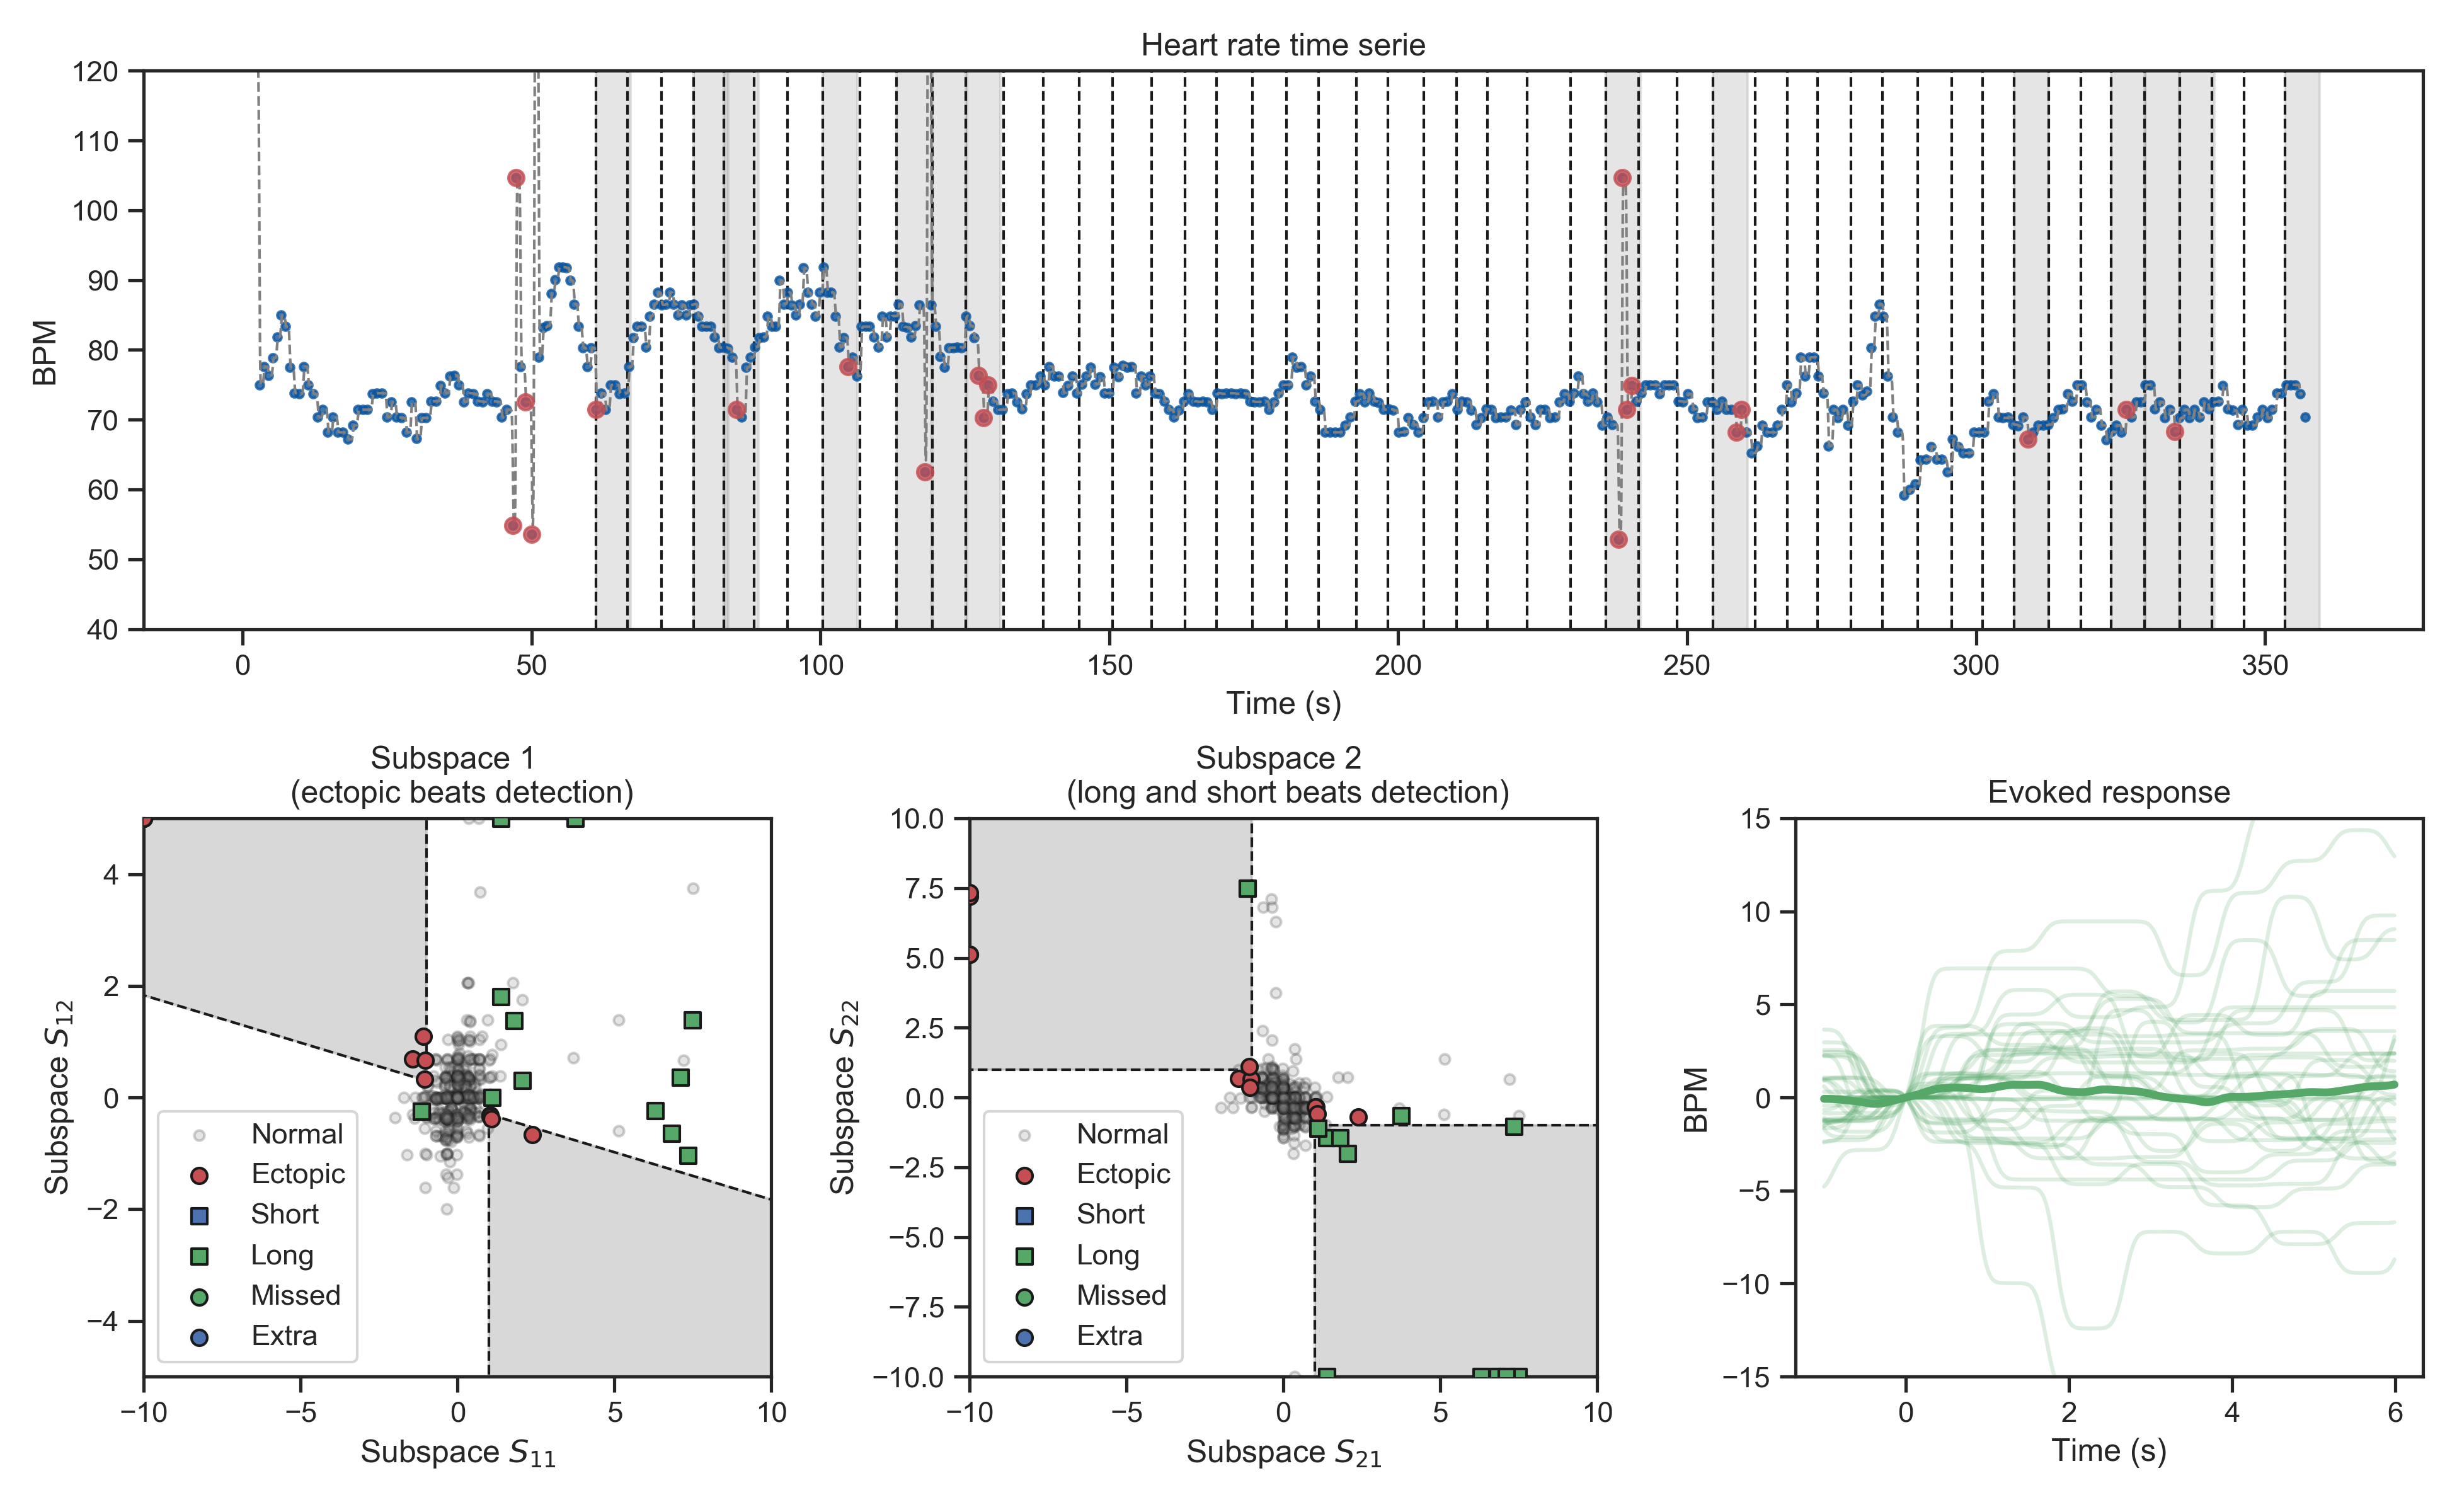 Heart rate time serie
120
110
100
90
80
70
60
50
40
BPM
0 50 100 150 200 250 300 350
Time (s)
Subspace 1
(ectopic beats detection)
4
2
0
−2
−4
Subspace S12
Normal
Ectopic
Short
Long
Missed
Extra
−10 −5 0 5 10
Subspace S11
Subspace 2
(long and short beats detection)
10.0
7.5
5.0
2.5
0.0
−2.5
−5.0
−7.5
−10.0
Subspace S22
Normal
Ectopic
Short
Long
Missed
Extra
−10 −5 0 5 10
Subspace S21
Evoked response
15
10
5
0
−5
−10
−15
BPM
0 2 4 6
Time (s)